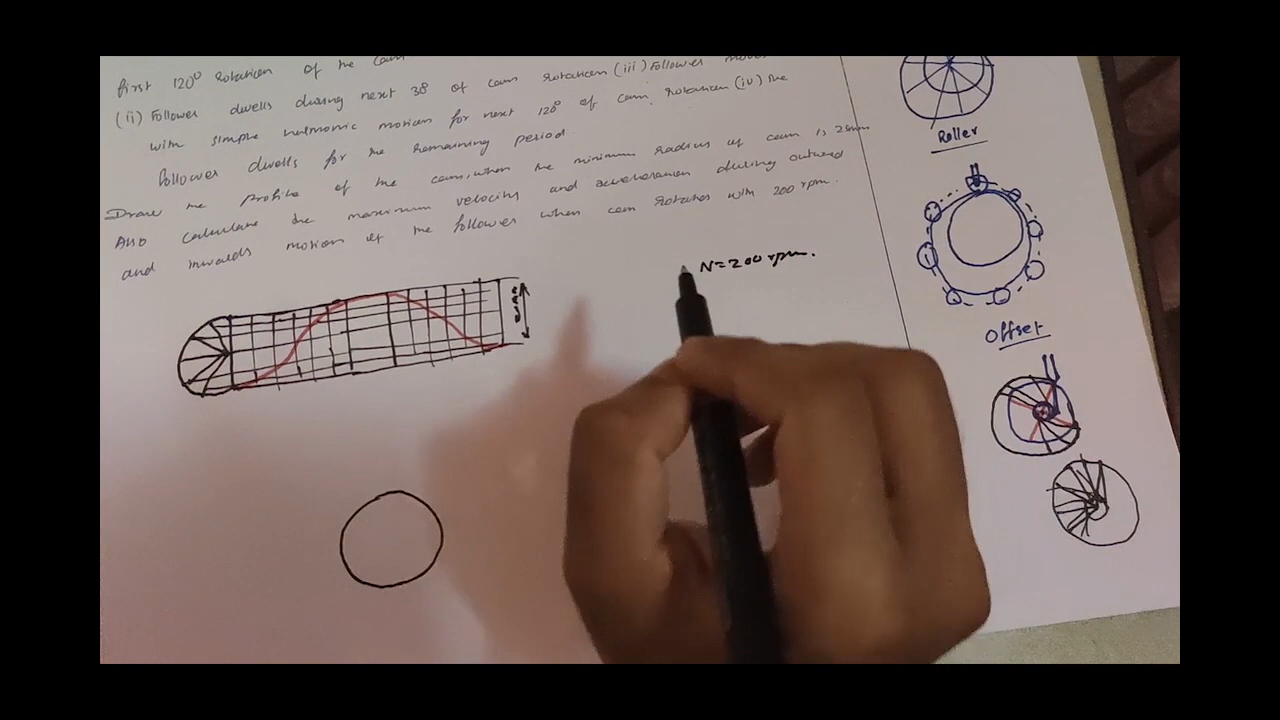 first 120° Rotation of the cam
(ii) Follower dwells during next 30° of cam rotation (iii) Follower moves
with simple harmonic motion for next 120° of cam rotation (iv) The
follower dwells for the remaining period.
Draw the profile of the cam, when the minimum radius of cam is 25mm
Also calculate the maximum velocity and acceleration during outward
and inwards motion of the follower when cam rotates with 200 rpm.
N=200 rpm.
Roller
Offset